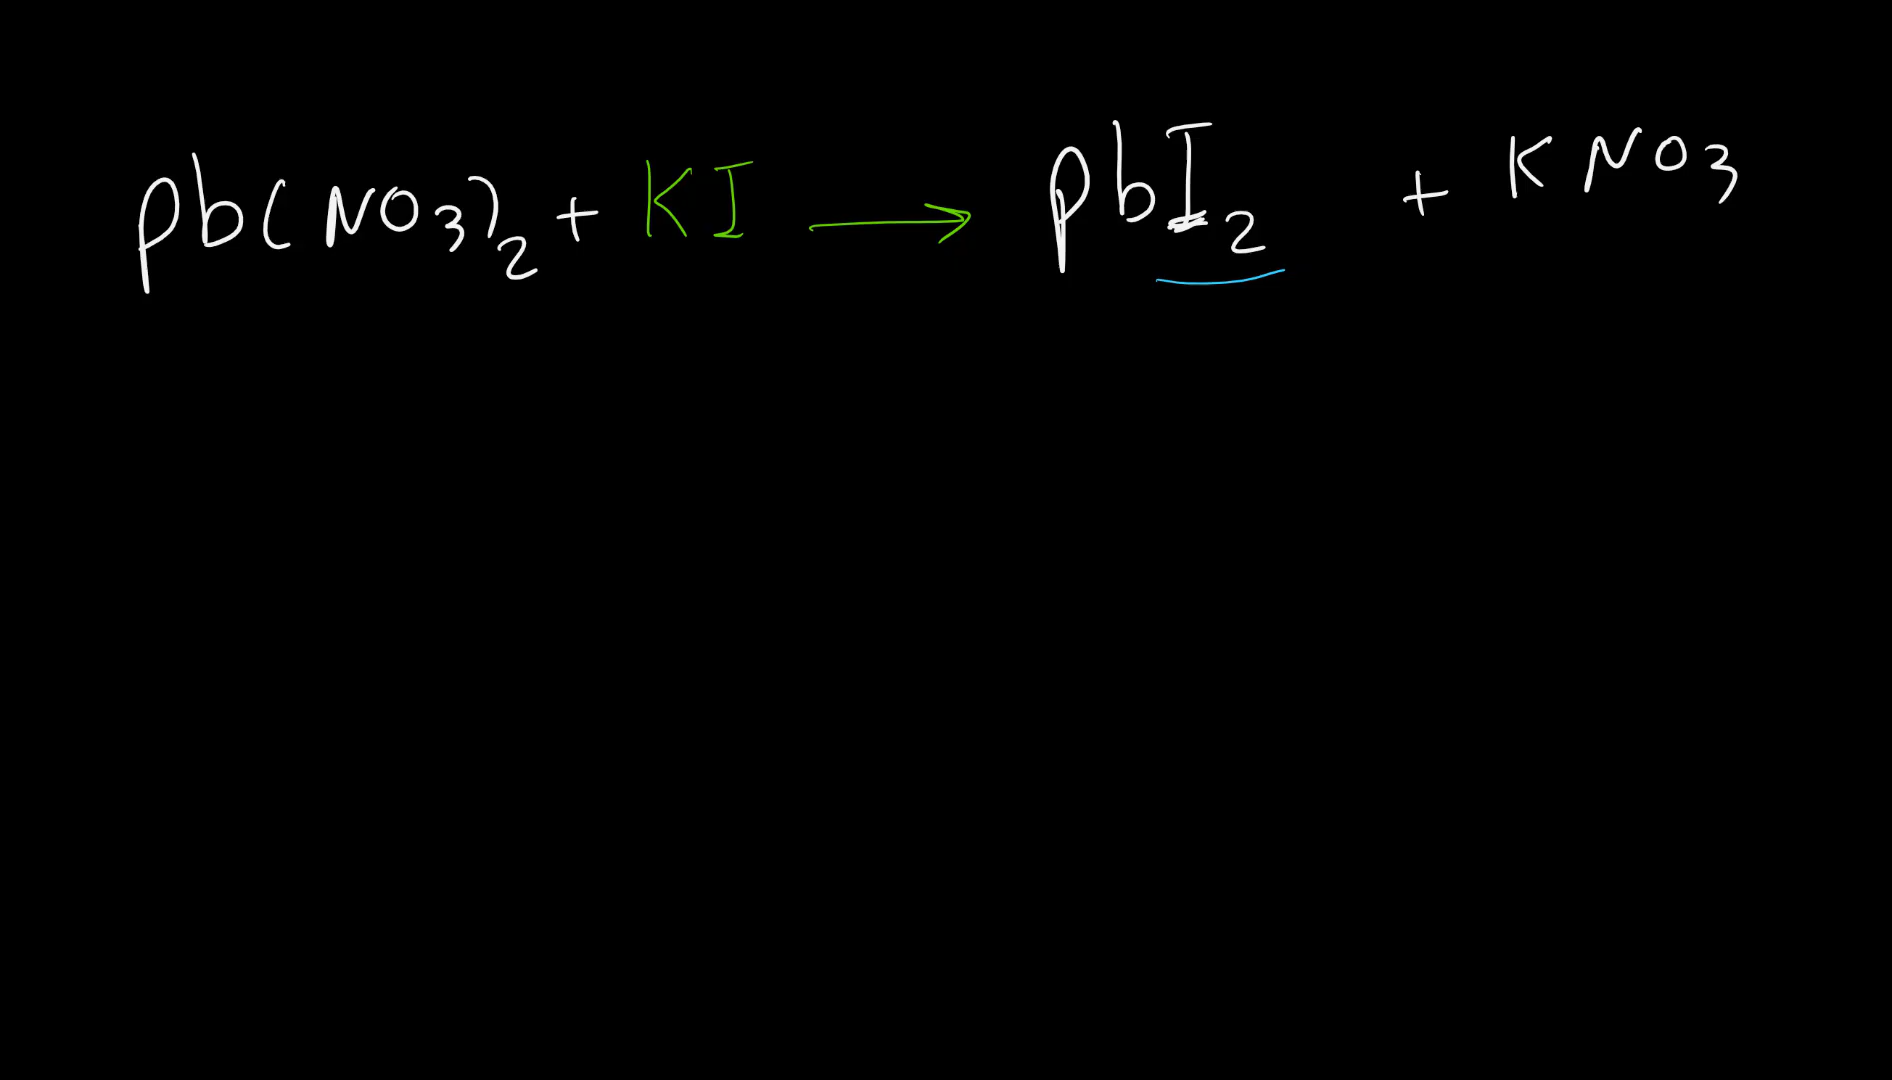 Pb(NO₃)₂ + KI → PbI₂ + KNO₃